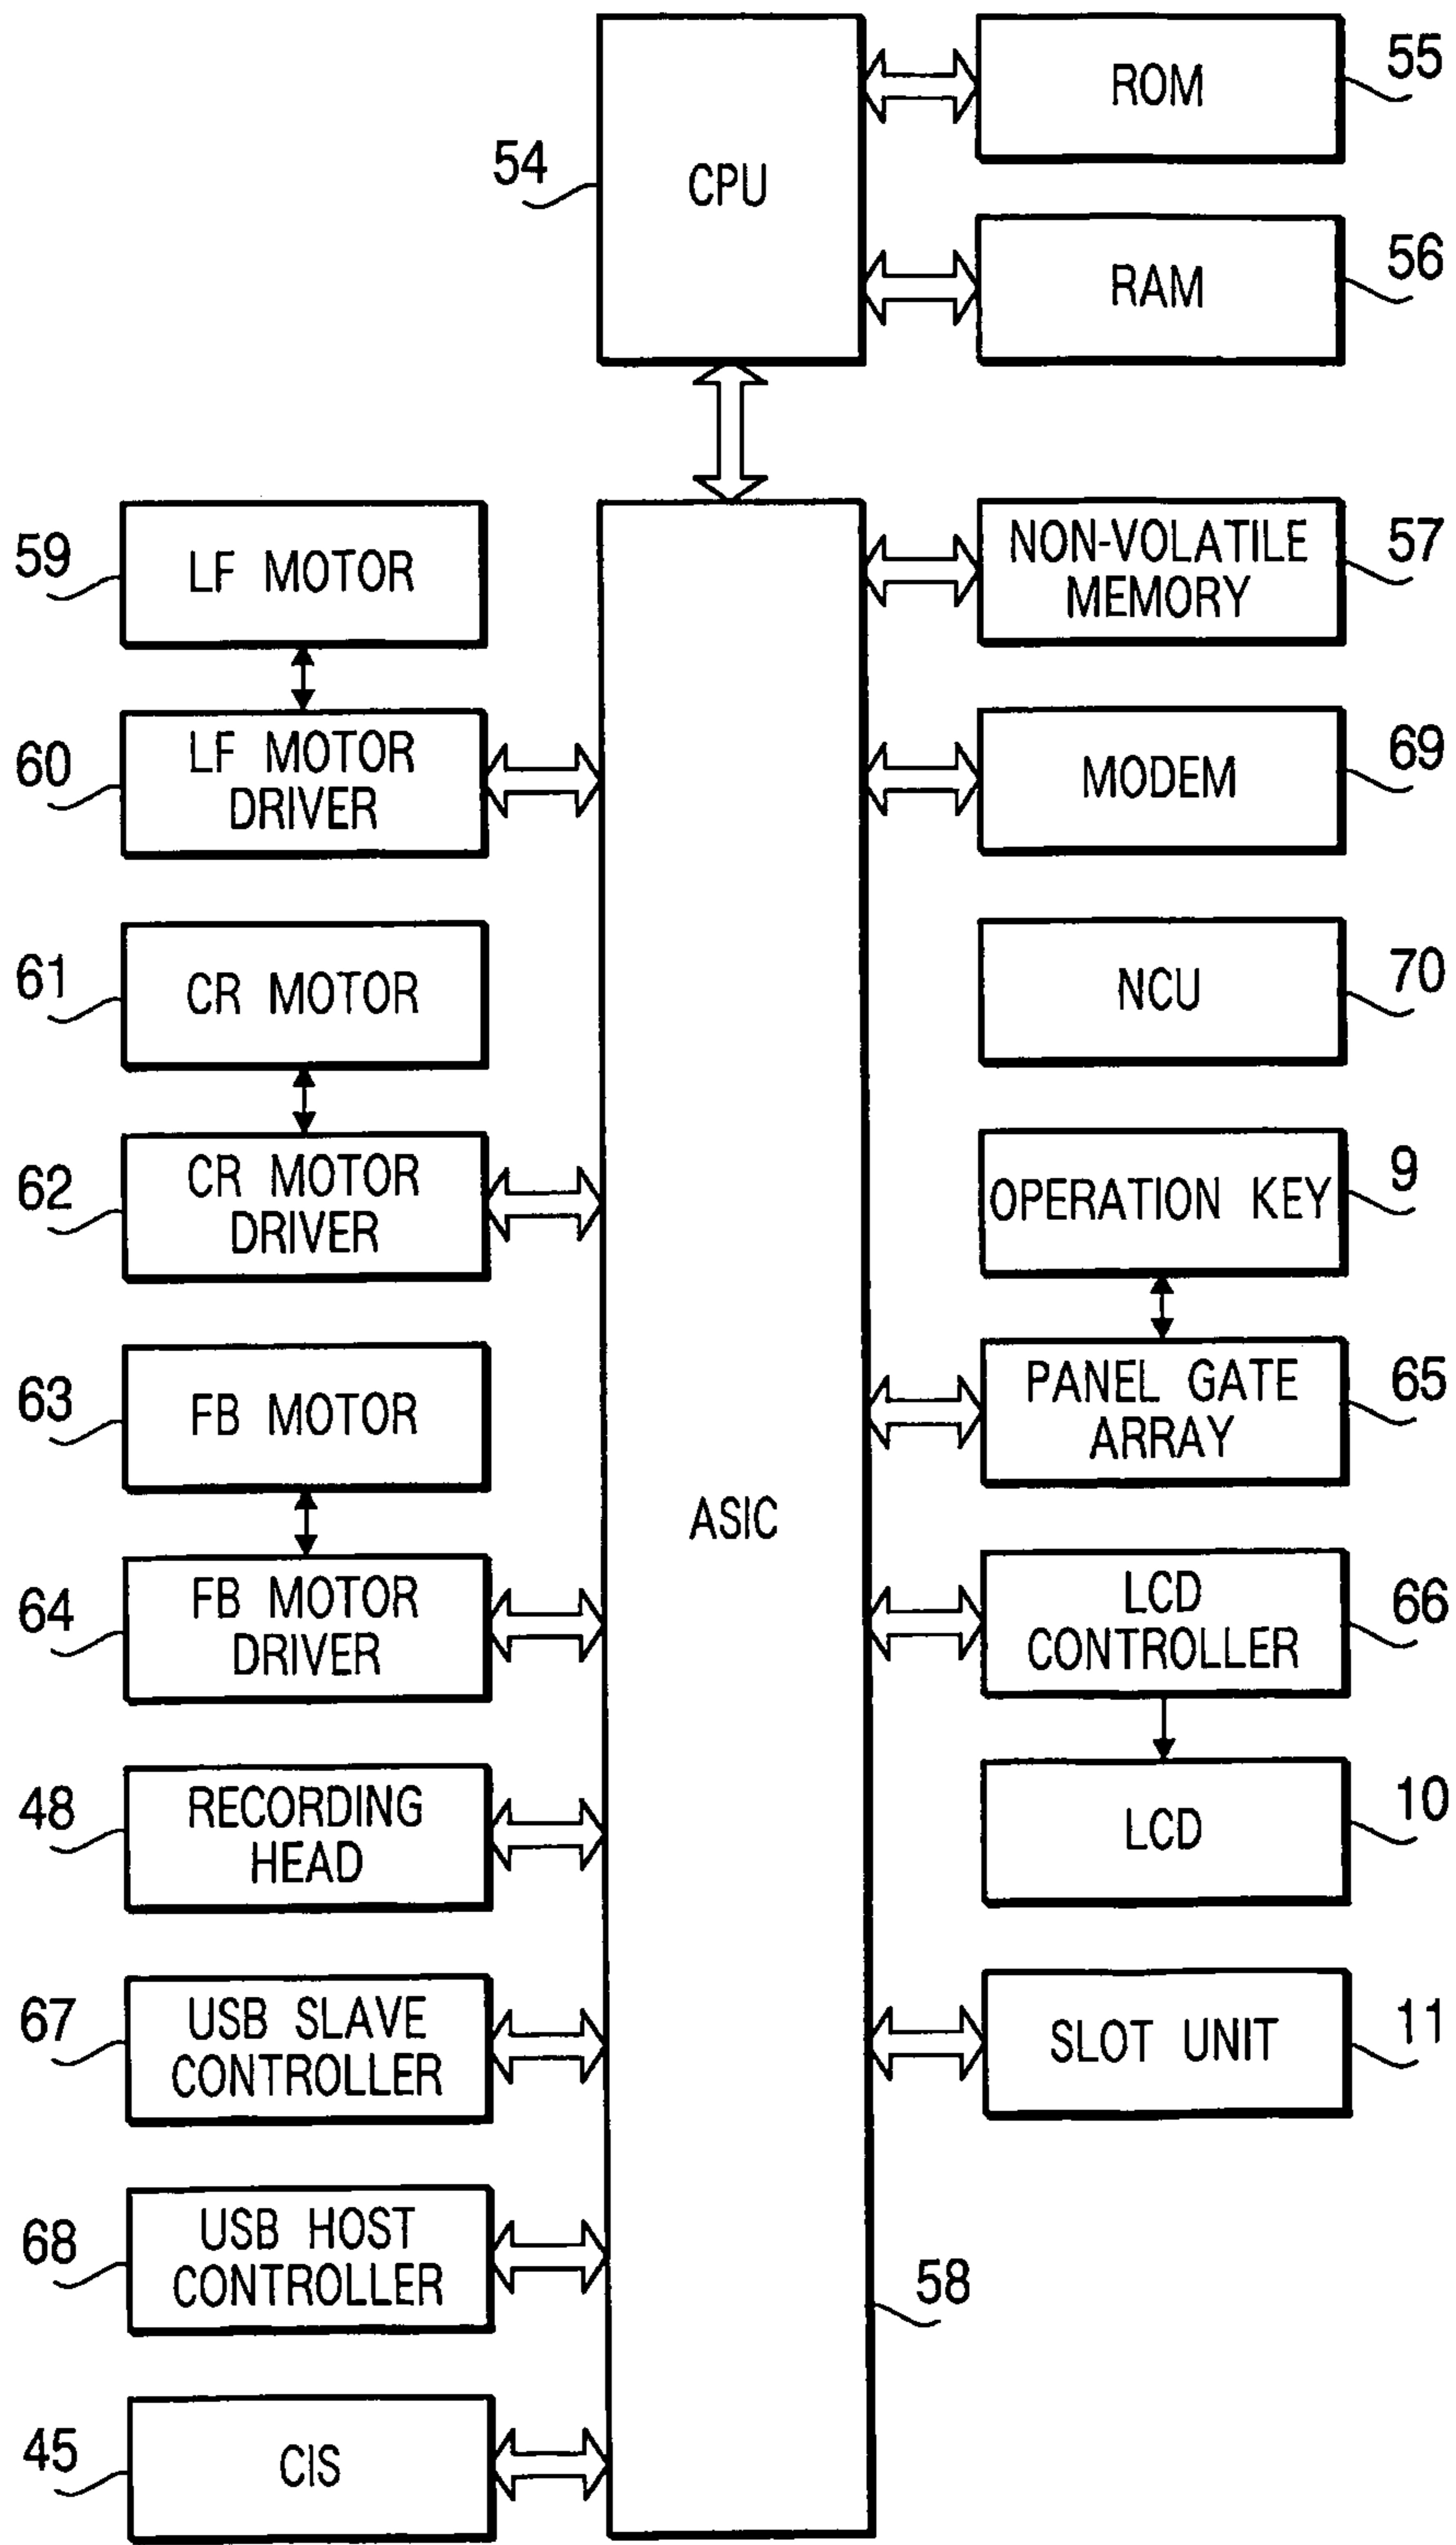 CPU
54
ROM
55
RAM
56
LF MOTOR
59
LF MOTOR
DRIVER
60
CR MOTOR
61
CR MOTOR
DRIVER
62
FB MOTOR
63
FB MOTOR
DRIVER
64
RECORDING
HEAD
48
USB SLAVE
CONTROLLER
67
USB HOST
CONTROLLER
68
CIS
45
ASIC
58
NON-VOLATILE
MEMORY
57
MODEM
69
NCU
70
OPERATION KEY
9
PANEL GATE
ARRAY
65
LCD
CONTROLLER
66
LCD
10
SLOT UNIT
11